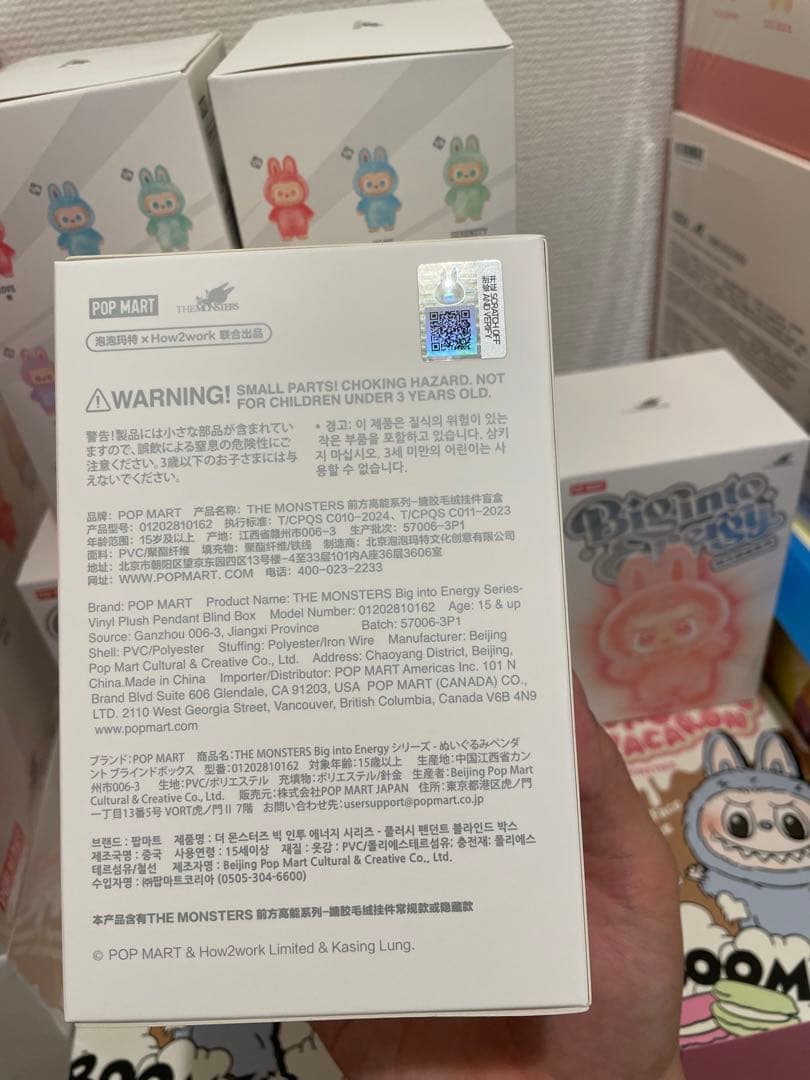 POP MART THE MONSTERS
泡泡玛特 × How2work 联合出品
开 证 SCRATCH OFF
刮 验 AND VERIFY
WARNING! SMALL PARTS! CHOKING HAZARD. NOT
FOR CHILDREN UNDER 3 YEARS OLD.
警告!製品には小さな部品が含まれてい
ますので、誤飲による窒息の危険性にご
注意ください。3歳以下のお子さまには与
えないでください。
* 경고: 이 제품은 질식의 위험이 있는
작은 부품을 포함하고 있습니다. 삼키
지 마십시오. 3세 미만의 어린이는 사
용할 수 없습니다.
品牌：POP MART 产品名称：THE MONSTERS 前方高能系列-搪胶毛绒挂件盲盒
产品型号：01202810162 执行标准：T/CPQS C010-2024、T/CPQS C011-2023
年龄范围：15岁及以上 产地：江西省赣州市006-3 生产批次：57006-3P1
面料：PVC/聚酯纤维 填充物：聚酯纤维/铁线 制造商：北京泡泡玛特文化创意有限公司
地址：北京市朝阳区望京东园四区13号楼-4至33层101内A座36层3606室
网址：WWW.POPMART. COM 电话：400-023-2233
Brand: POP MART Product Name: THE MONSTERS Big into Energy Series-
Vinyl Plush Pendant Blind Box Model Number: 01202810162 Age: 15 & up
Source: Ganzhou 006-3, Jiangxi Province Batch: 57006-3P1
Shell: PVC/Polyester Stuffing: Polyester/Iron Wire Manufacturer: Beijing
Pop Mart Cultural & Creative Co., Ltd. Address: Chaoyang District, Beijing,
China.Made in China Importer/Distributor: POP MART Americas Inc. 101 N
Brand Blvd Suite 606 Glendale, CA 91203, USA POP MART (CANADA) CO.,
LTD. 2110 West Georgia Street, Vancouver, British Columbia, Canada V6B 4N9
www.popmart.com
ブランド：POP MART 商品名：THE MONSTERS Big into Energy シリーズ - ぬいぐるみペンダ
ント ブラインドボックス 型番：01202810162 対象年齢：15歳以上 生産地：中国江西省カン
州市006-3 生地：PVC/ポリエステル 充填物：ポリエステル/針金 生産者：Beijing Pop Mart
Cultural & Creative Co., Ltd. 販売元：株式会社POP MART JAPAN 住所：東京都港区虎ノ門
一丁目13番5号 VORT虎ノ門Ⅱ 7階 お問い合わせ先：usersupport@popmart.co.jp
브랜드 : 팝마트 제품명 : 더 몬스터즈 빅 인투 에너지 시리즈 - 플러시 펜던트 블라인드 박스
제조국명 : 중국 사용연령 : 15세이상 재질 : 옷감 : PVC/폴리에스테르섬유; 충전재: 폴리에스
테르섬유/철선 제조자명 : Beijing Pop Mart Cultural & Creative Co., Ltd.
수입자명 : ㈜팝마트코리아 (0505-304-6600)
本产品含有THE MONSTERS 前方高能系列-搪胶毛绒挂件常规款或隐藏款
© POP MART & How2work Limited & Kasing Lung.
Big into
Energy
MACARON